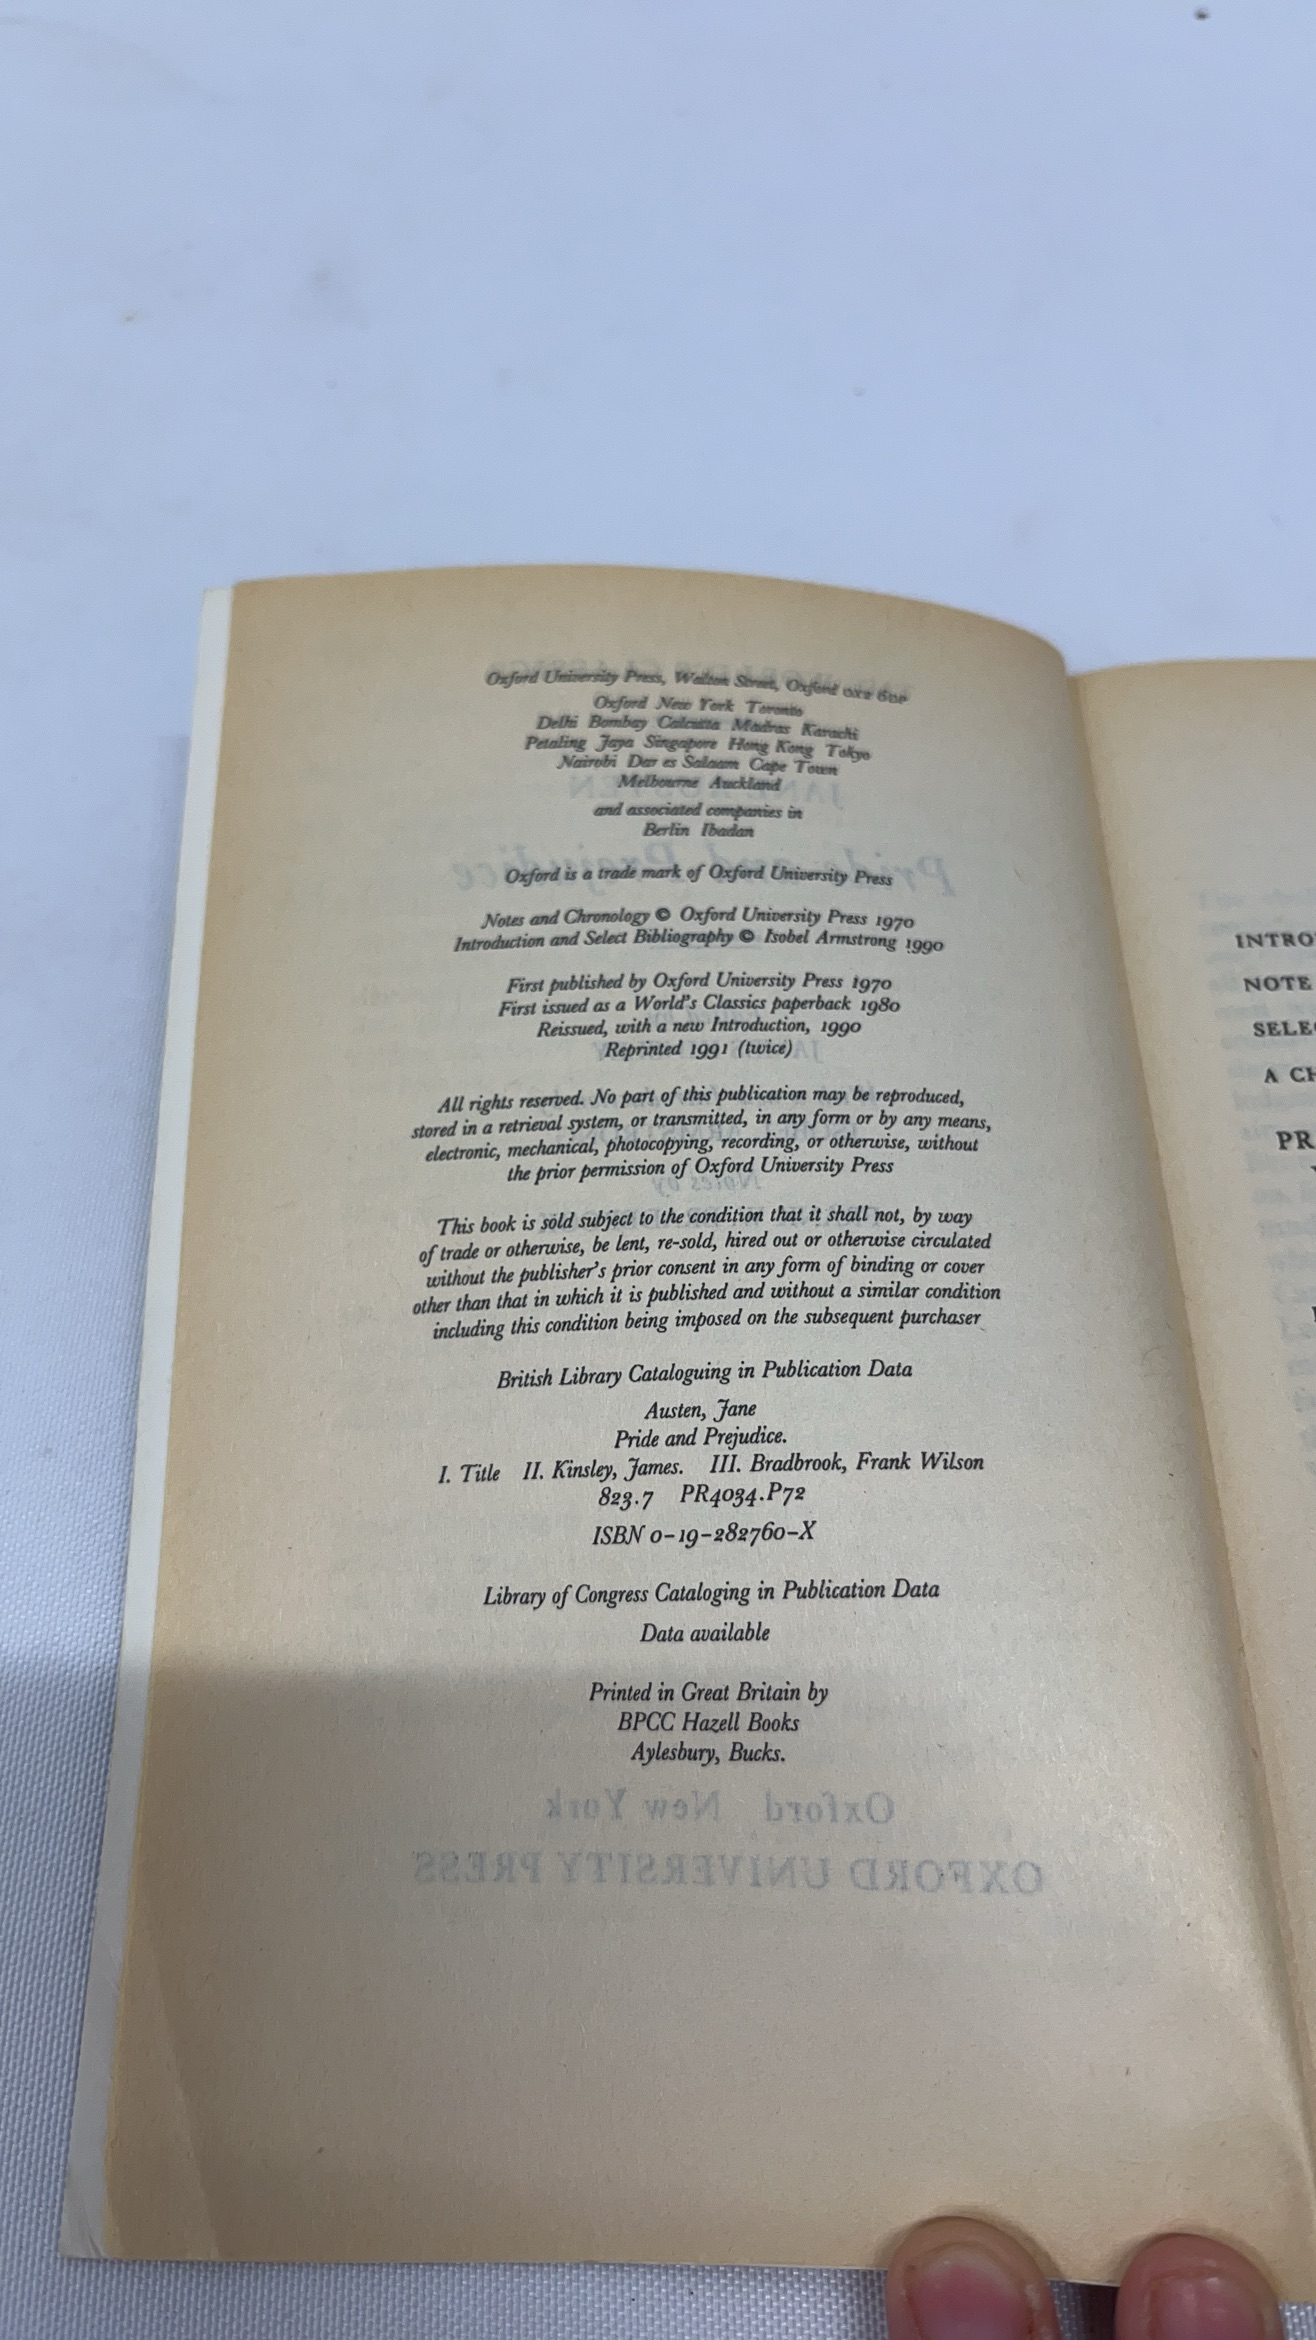 Oxford University Press, Walton Street, Oxford OX2 6DP
Oxford New York Toronto
Delhi Bombay Calcutta Madras Karachi
Petaling Jaya Singapore Hong Kong Tokyo
Nairobi Dar es Salaam Cape Town
Melbourne Auckland
and associated companies in
Berlin Ibadan
Oxford is a trade mark of Oxford University Press
Notes and Chronology © Oxford University Press 1970
Introduction and Select Bibliography © Isobel Armstrong 1990
First published by Oxford University Press 1970
First issued as a World's Classics paperback 1980
Reissued, with a new Introduction, 1990
Reprinted 1991 (twice)
All rights reserved. No part of this publication may be reproduced,
stored in a retrieval system, or transmitted, in any form or by any means,
electronic, mechanical, photocopying, recording, or otherwise, without
the prior permission of Oxford University Press
This book is sold subject to the condition that it shall not, by way
of trade or otherwise, be lent, re-sold, hired out or otherwise circulated
without the publisher's prior consent in any form of binding or cover
other than that in which it is published and without a similar condition
including this condition being imposed on the subsequent purchaser
British Library Cataloguing in Publication Data
Austen, Jane
Pride and Prejudice.
I. Title II. Kinsley, James. III. Bradbrook, Frank Wilson
823.7 PR4034.P72
ISBN 0-19-282760-X
Library of Congress Cataloging in Publication Data
Data available
Printed in Great Britain by
BPCC Hazell Books
Aylesbury, Bucks.
Oxford New York
OXFORD UNIVERSITY PRESS
INTRO
NOTE
SELE
A CH
PR